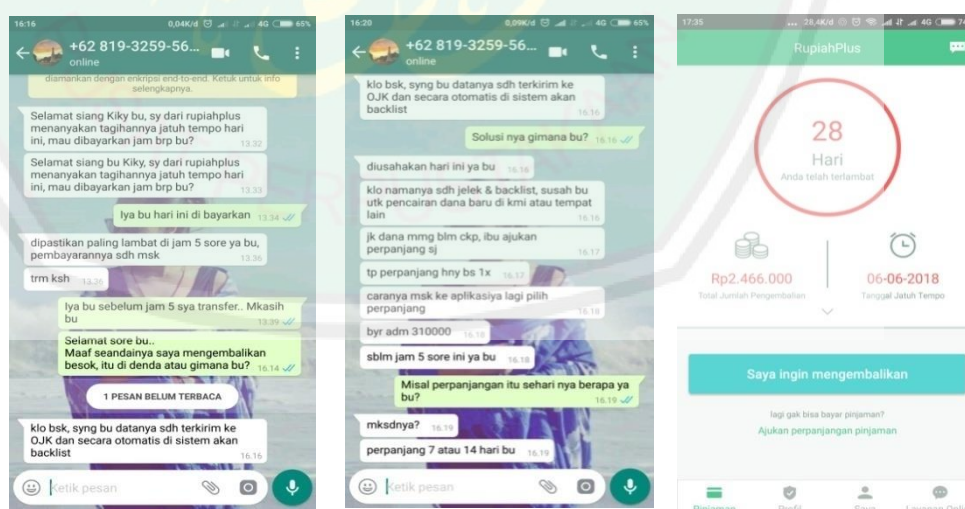 16:16
0,04K/d
4G
65%
+62 819-3259-56...
online
diamankan dengan enkripsi end-to-end. Ketuk untuk info
selengkapnya.
Selamat siang Kiky bu, sy dari rupiahplus
menanyakan tagihannya jatuh tempo hari
ini, mau dibayarkan jam brp bu?
13.32
Selamat siang bu Kiky, sy dari rupiahplus
menanyakan tagihannya jatuh tempo hari
ini, mau dibayarkan jam brp bu?
13.33
Iya bu hari ini di bayarkan
13.34
dipastikan paling lambat di jam 5 sore ya bu,
pembayarannya sdh msk
13.36
trm ksh
13.36
Iya bu sebelum jam 5 sya transfer.. Mkasih
bu
13.39
Selamat sore bu..
Maaf seandainya saya mengembalikan
besok, itu di denda atau gimana bu?
16.14
1 PESAN BELUM TERBACA
klo bsk, syng bu datanya sdh terkirim ke
OJK dan secara otomatis di sistem akan
backlist
16.16
Ketik pesan
16:20
0,09K/d
4G
65%
+62 819-3259-56...
online
klo bsk, syng bu datanya sdh terkirim ke
OJK dan secara otomatis di sistem akan
backlist
16.16
Solusi nya gimana bu?
16.16
diusahakan hari ini ya bu
16.16
klo namanya sdh jelek & backlist, susah bu
utk pencairan dana baru di kmi atau tempat
lain
16.16
jk dana mmg blm ckp, ibu ajukan
perpanjang sj
16.17
tp perpanjang hny bs 1x
16.17
caranya msk ke aplikasiya lagi pilih
perpanjang
16.18
byr adm 310000
16.18
sblm jam 5 sore ini ya bu
16.18
Misal perpanjangan itu sehari nya berapa ya
bu?
16.19
mksdnya?
16.19
perpanjang 7 atau 14 hari bu
16.19
Ketik pesan
17:35
... 28,4K/d
4G
RupiahPlus
28
Hari
Anda telah terlambat
Rp2.466.000
Total Jumlah Pengembalian
06-06-2018
Tanggal Jatuh Tempo
Saya ingin mengembalikan
lagi gak bisa bayar pinjaman?
Ajukan perpanjangan pinjaman
Pinjaman
Profil
Saya
Layanan Onli